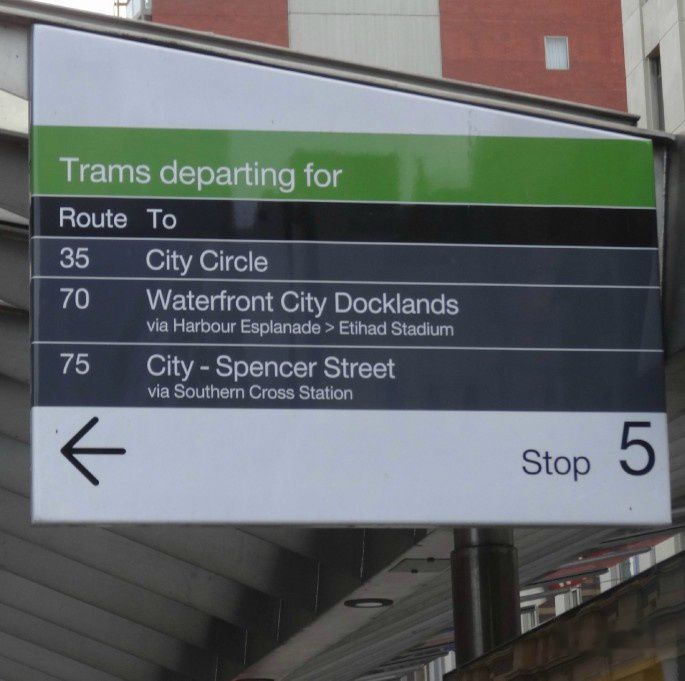 Trams departing for
Route To
35 City Circle
70 Waterfront City Docklands
via Harbour Esplanade > Etihad Stadium
75 City - Spencer Street
via Southern Cross Station
← Stop 5